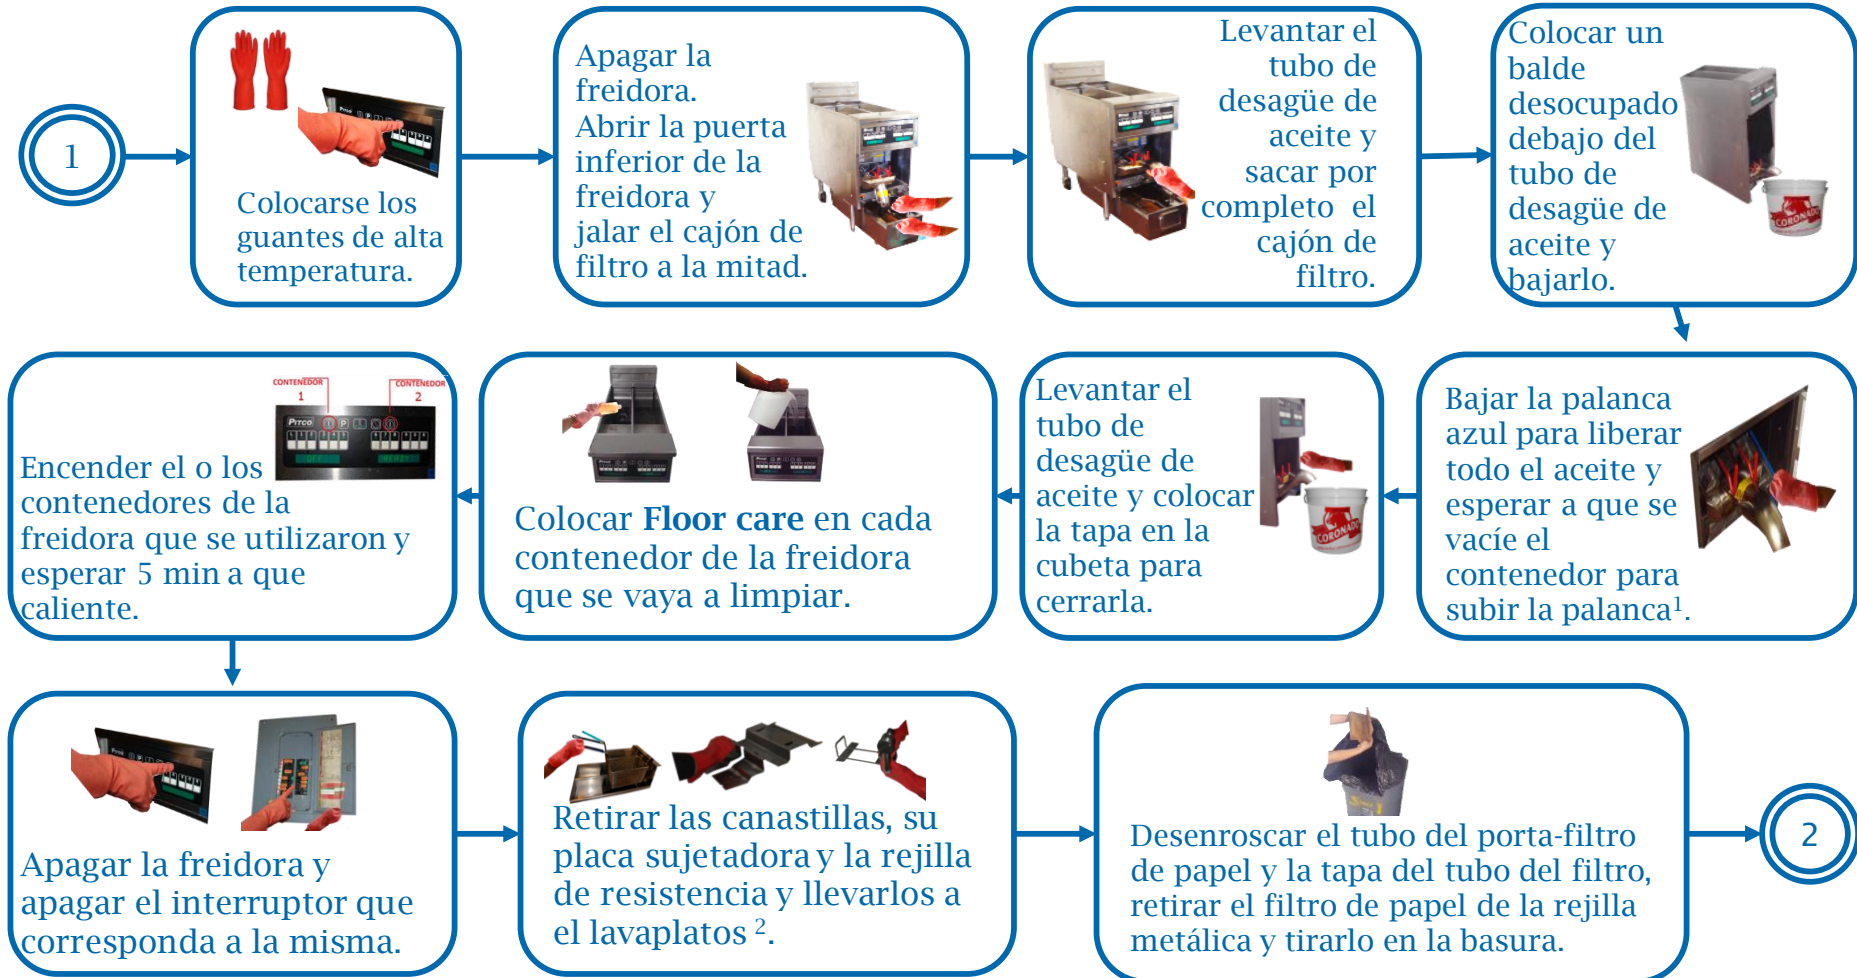 1
Colocarse los
guantes de alta
temperatura.
Apagar la
freidora.
Abrir la puerta
inferior de la
freidora y
jalar el cajón de
filtro a la mitad.
Levantar el
tubo de
desagüe de
aceite y
sacar por
completo el
cajón de
filtro.
Colocar un
balde
desocupado
debajo del
tubo de
desagüe de
aceite y
bajarlo.
CORONADO
Bajar la palanca
azul para liberar
todo el aceite y
esperar a que se
vacíe el
contenedor para
subir la palanca¹.
Levantar el
tubo de
desagüe de
aceite y colocar
la tapa en la
cubeta para
cerrarla.
CORONADO
Colocar Floor care en cada
contenedor de la freidora
que se vaya a limpiar.
CONTENEDOR
1
CONTENEDOR
2
PITCO
P
OFF
Encender el o los
contenedores de la
freidora que se utilizaron y
esperar 5 min a que
caliente.
Apagar la freidora y
apagar el interruptor que
corresponda a la misma.
Retirar las canastillas, su
placa sujetadora y la rejilla
de resistencia y llevarlos a
el lavaplatos ².
Desenroscar el tubo del porta-filtro
de papel y la tapa del tubo del filtro,
retirar el filtro de papel de la rejilla
metálica y tirarlo en la basura.
2